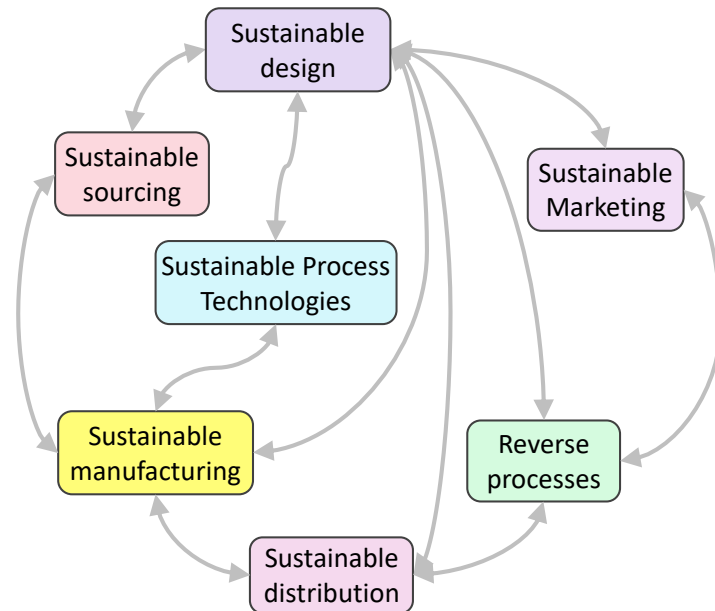 Sustainable
design
Sustainable
sourcing
Sustainable
Marketing
Sustainable Process
Technologies
Sustainable
manufacturing
Reverse
processes
Sustainable
distribution